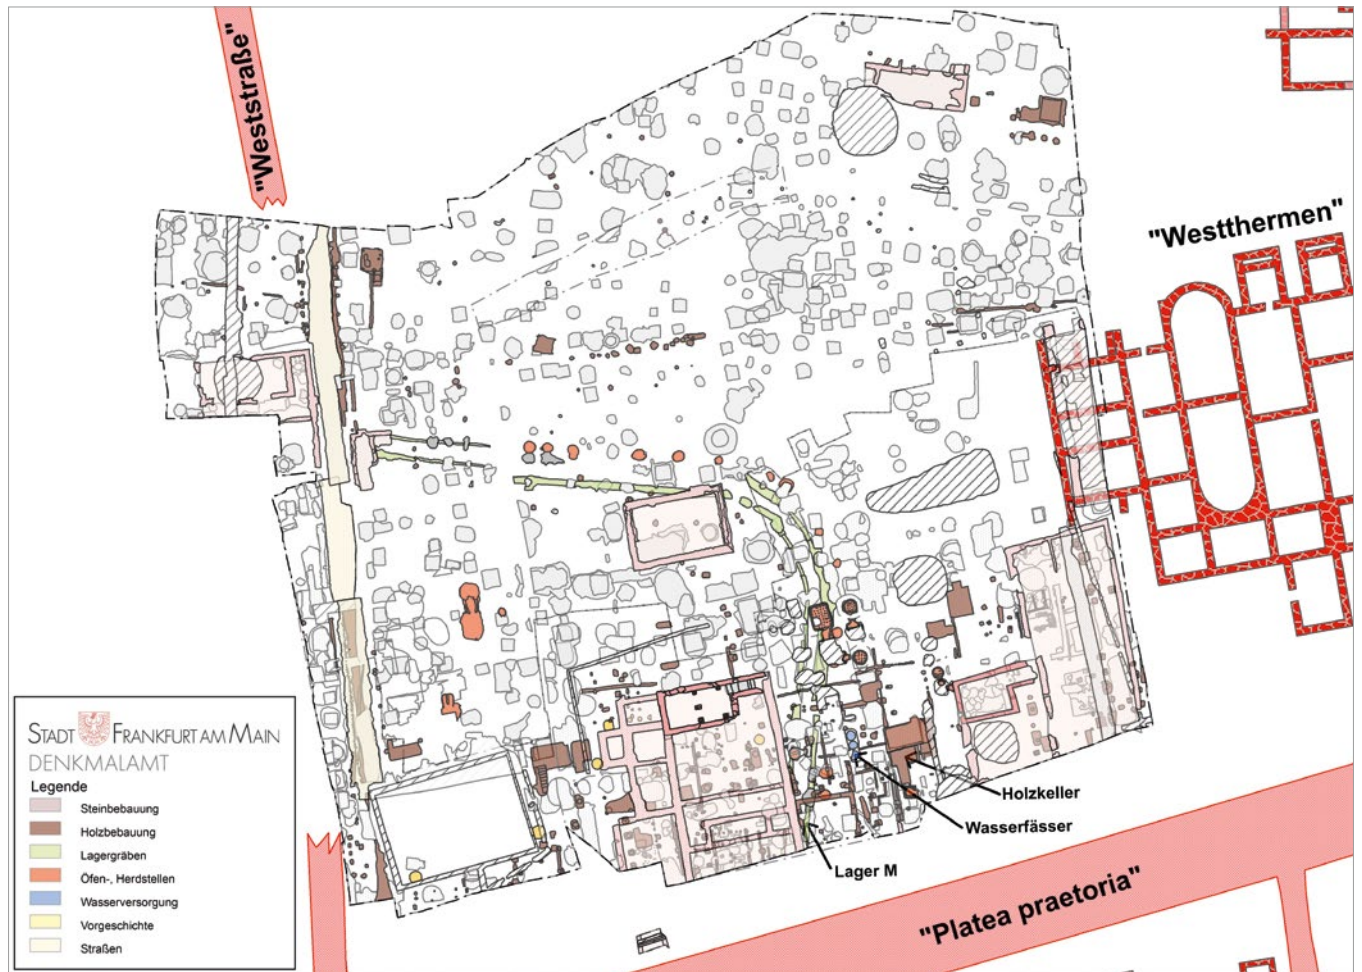 "Weststraße"
"Westthermen"
Holzkeller
Wasserfässer
Lager M
"Platea praetoria"
STADT FRANKFURT AM MAIN
DENKMALAMT
Legende
Steinbebauung
Holzbebauung
Lagergräben
Öfen-, Herdstellen
Wasserversorgung
Vorgeschichte
Straßen